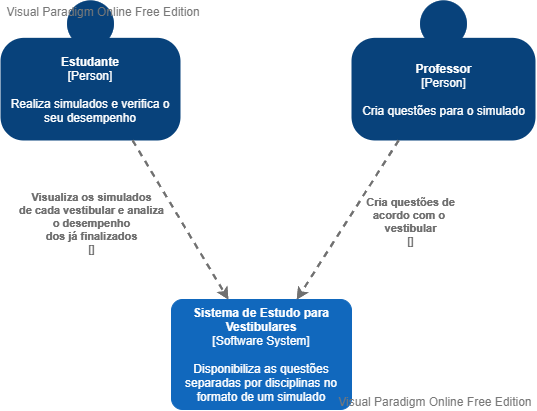 Visual Paradigm Online Free Edition
Estudante
[Person]
Realiza simulados e verifica o
seu desempenho
Professor
[Person]
Cria questões para o simulado
Visualiza os simulados
de cada vestibular e analiza
o desempenho
dos já finalizados
[]
Cria questões de
acordo com o
vestibular
[]
Sistema de Estudo para
Vestibulares
[Software System]
Disponibiliza as questões
separadas por disciplinas no
formato de um simulado
Visual Paradigm Online Free Edition